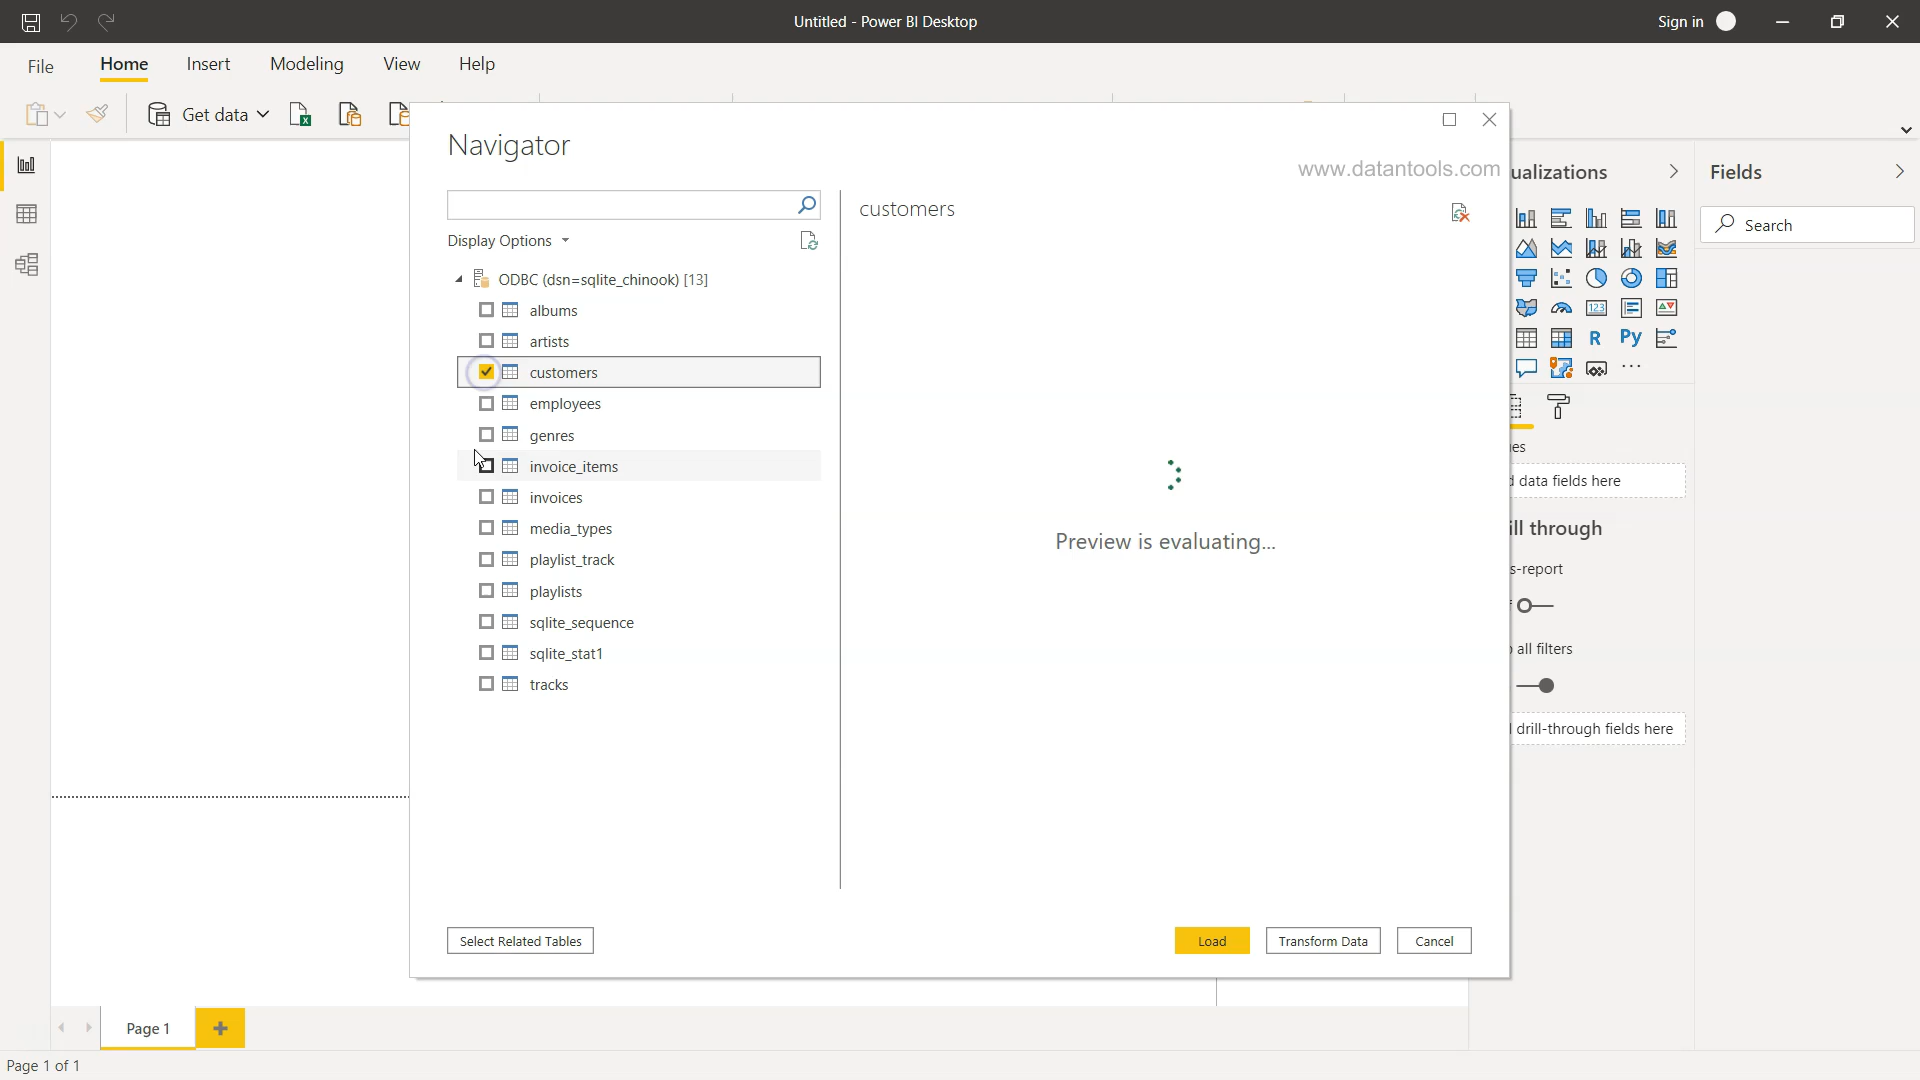 Untitled - Power BI Desktop
Sign in
File
Home
Insert
Modeling
View
Help
Get data
Navigator
www.datantools.com
Display Options
ODBC (dsn=sqlite_chinook) [13]
albums
artists
customers
employees
genres
invoice_items
invoices
media_types
playlist_track
playlists
sqlite_sequence
sqlite_stat1
tracks
customers
Preview is evaluating...
Select Related Tables
Load
Transform Data
Cancel
ualizations
123
R
Py
es
d data fields here
ill through
s-report
all filters
drill-through fields here
Fields
Search
Page 1
Page 1 of 1